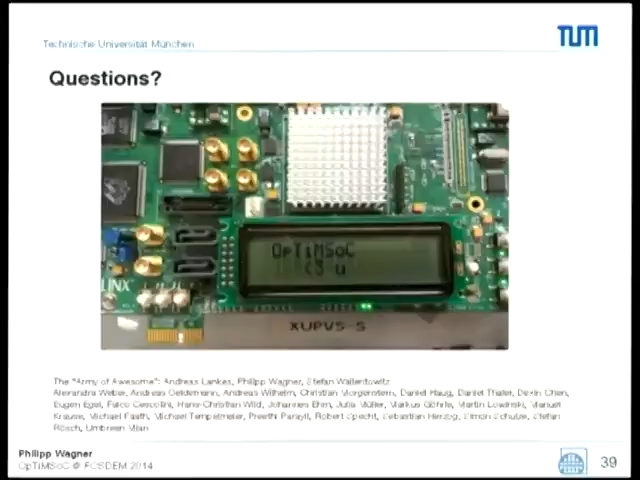 Technische Universität München
TUM
Questions?
OpTiMSoC
<3 u
LINX
XUPV5-S
The "Army of Awesome": Andreas Lankes, Philipp Wagner, Stefan Wallentowitz
Alexandra Weber, Andreas Oeldemann, Andreas Wilhelm, Christian Morgenstern, Daniel Haug, Daniel Thaler, Dexin Chen,
Eugen Egel, Falco Cescolini, Hans-Christian Wild, Johannes Ehm, Julia Müller, Markus Göhrle, Martin Lowinski, Manuel
Krause, Michael Faath, Michael Tempelmeier, Preethi Parayil, Robert Specht, Sebastian Herzog, Simon Schulze, Stefan
Rösch, Umbreen Mian
Philipp Wagner
OpTiMSoC @ FOSDEM 2014
39